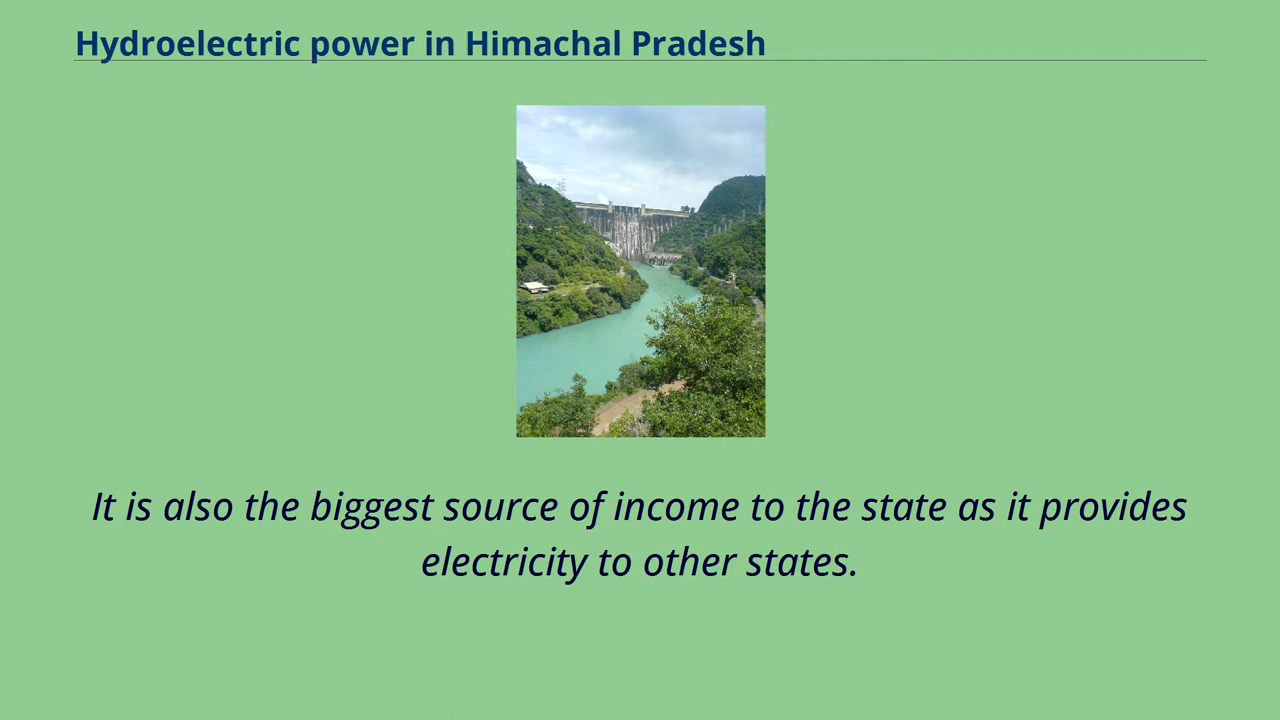 Hydroelectric power in Himachal Pradesh
It is also the biggest source of income to the state as it provides
electricity to other states.